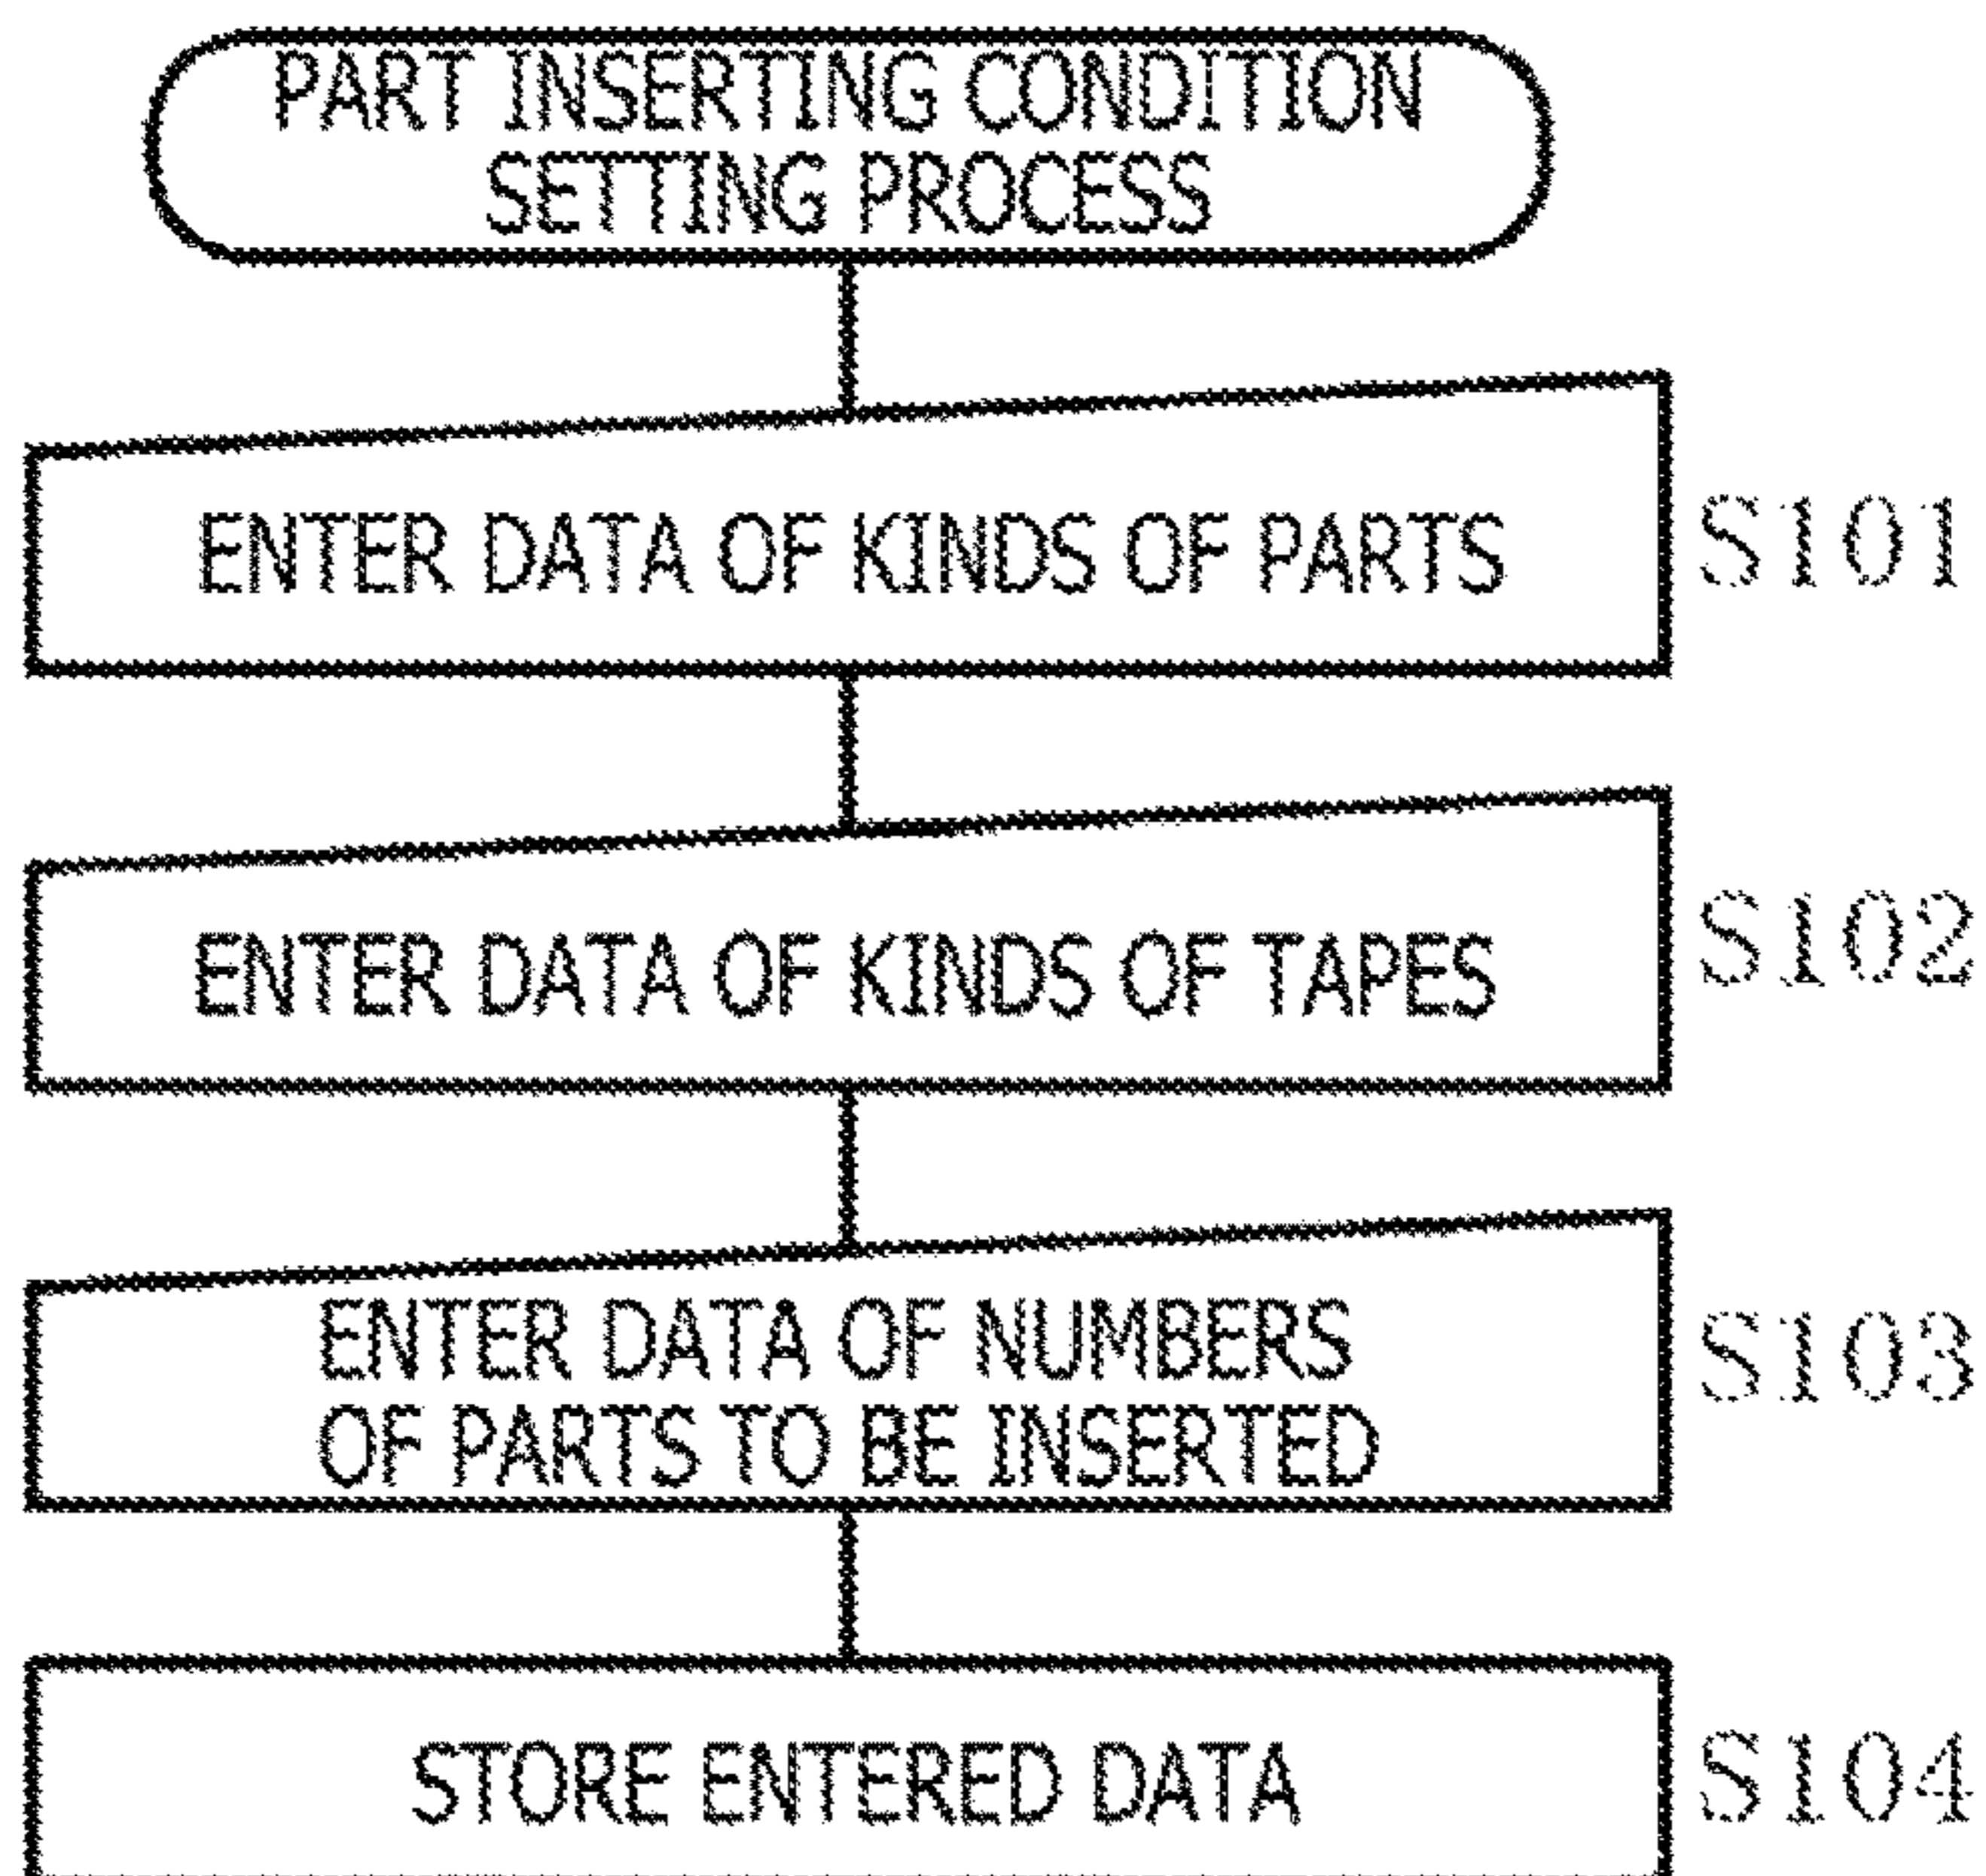 PART INSERTING CONDITION
SETTING PROCESS
ENTER DATA OF KINDS OF PARTS
S101
ENTER DATA OF KINDS OF TAPES
S102
ENTER DATA OF NUMBERS
OF PARTS TO BE INSERTED
S103
STORE ENTERED DATA
S104